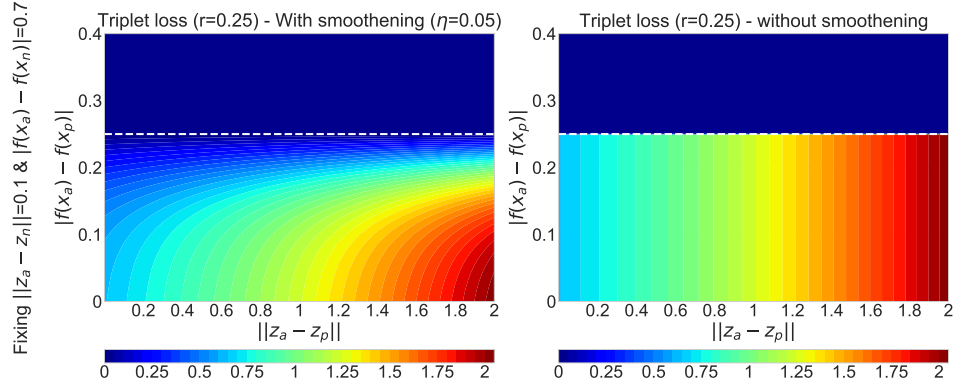 Fixing ||z_a − z_n||=0.1 & |f(x_a) − f(x_n)|=0.7
Triplet loss (r=0.25) - With smoothening (η=0.05)
0.4
0.3
0.2
0.1
0
|f(x_a) − f(x_p)|
0.2 0.4 0.6 0.8 1 1.2 1.4 1.6 1.8 2
||z_a − z_p||
0 0.25 0.5 0.75 1 1.25 1.5 1.75 2
Triplet loss (r=0.25) - without smoothening
0.4
0.3
0.2
0.1
0
|f(x_a) − f(x_p)|
0.2 0.4 0.6 0.8 1 1.2 1.4 1.6 1.8 2
||z_a − z_p||
0 0.25 0.5 0.75 1 1.25 1.5 1.75 2